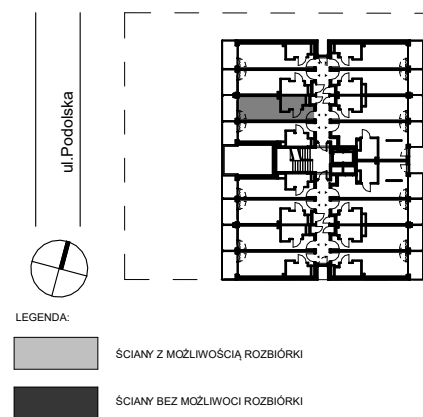 ul.Podolska
LEGENDA:
ŚCIANY Z MOŻLIWOŚCIĄ ROZBIÓRKI
ŚCIANY BEZ MOŻLIWOCI ROZBIÓRKI